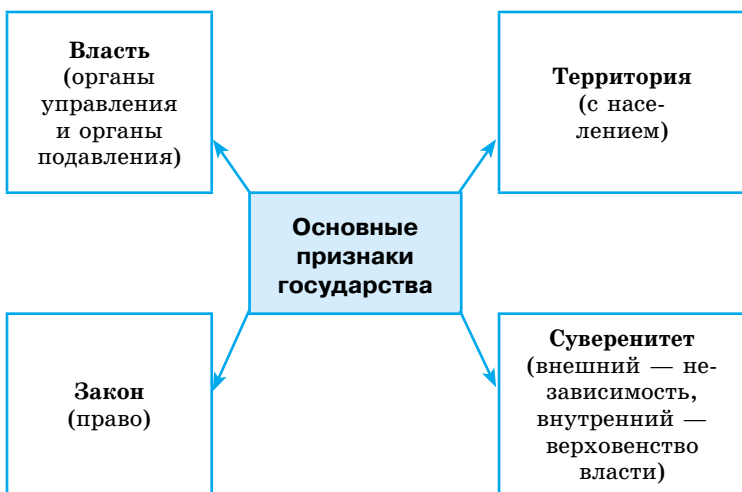 Власть
(органы
управления
и органы
подавления)
Территория
(с насе-
лением)
Основные
признаки
государства
Закон
(право)
Суверенитет
(внешний — не-
зависимость,
внутренний —
верховенство
власти)